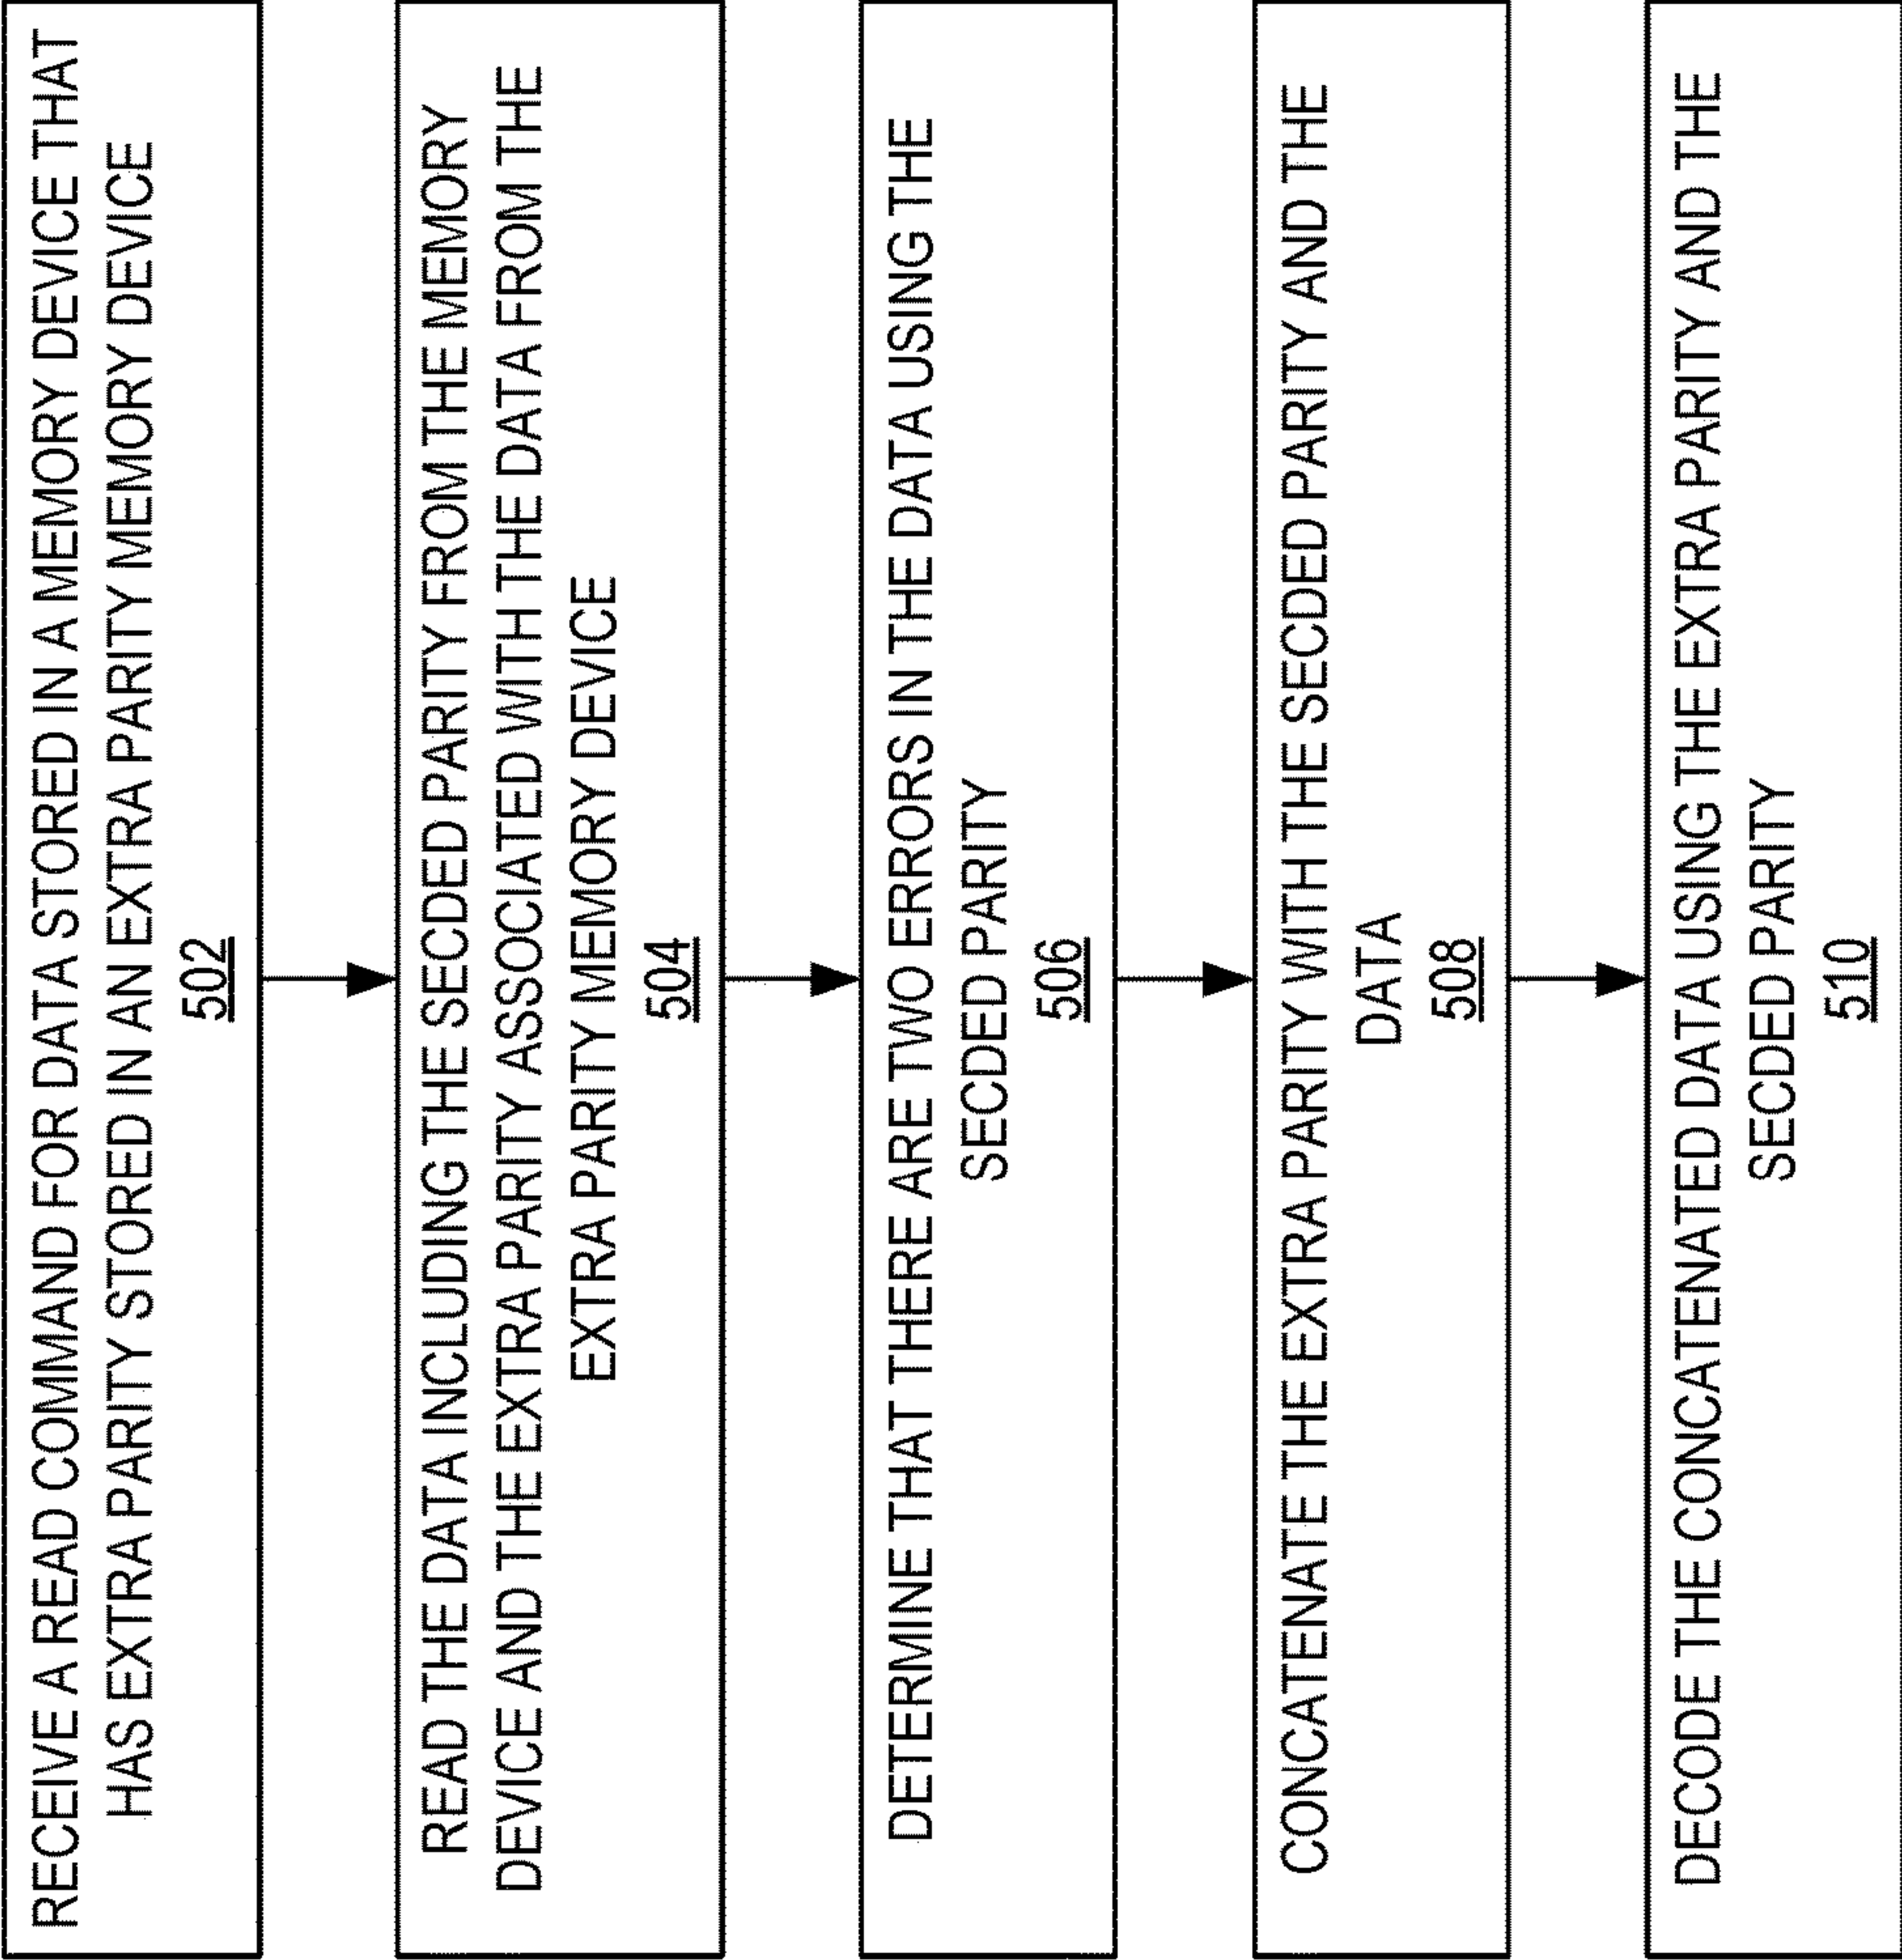 RECEIVE A READ COMMAND FOR DATA STORED IN A MEMORY DEVICE THAT
HAS EXTRA PARITY STORED IN AN EXTRA PARITY MEMORY DEVICE
502
READ THE DATA INCLUDING THE SECDED PARITY FROM THE MEMORY
DEVICE AND THE EXTRA PARITY ASSOCIATED WITH THE DATA FROM THE
EXTRA PARITY MEMORY DEVICE
504
DETERMINE THAT THERE ARE TWO ERRORS IN THE DATA USING THE
SECDED PARITY
506
CONCATENATE THE EXTRA PARITY WITH THE SECDED PARITY AND THE
DATA
508
DECODE THE CONCATENATED DATA USING THE EXTRA PARITY AND THE
SECDED PARITY
510